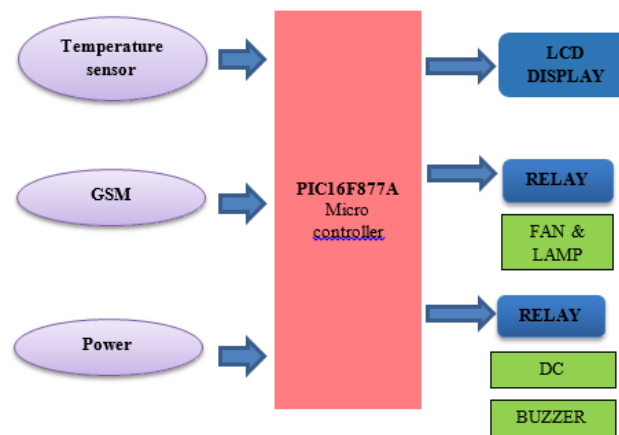 Temperature
sensor
GSM
Power
PIC16F877A
Micro
controller
LCD
DISPLAY
RELAY
FAN &
LAMP
RELAY
DC
BUZZER